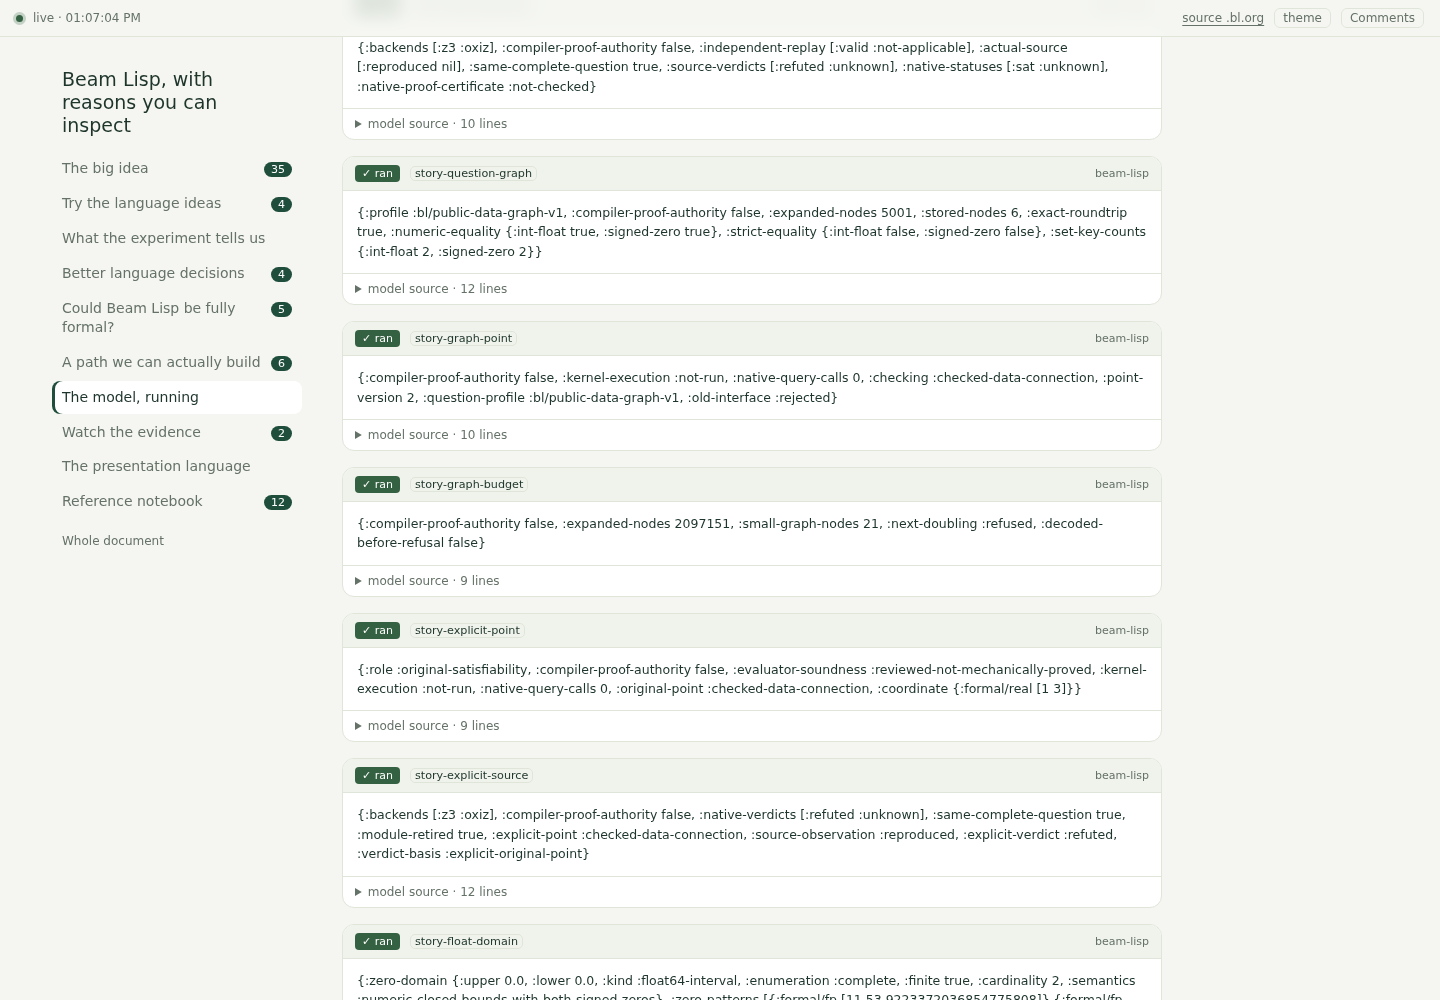 live · 01:07:04 PM
source .bl.org
theme
Comments
Beam Lisp, with
reasons you can
inspect
The big idea 35
Try the language ideas 4
What the experiment tells us
Better language decisions 4
Could Beam Lisp be fully 5
formal?
A path we can actually build 6
The model, running
Watch the evidence 2
The presentation language
Reference notebook 12
Whole document
{:backends [:z3 :oxiz], :compiler-proof-authority false, :independent-replay [:valid :not-applicable], :actual-source
[:reproduced nil], :same-complete-question true, :source-verdicts [:refuted :unknown], :native-statuses [:sat :unknown],
:native-proof-certificate :not-checked}
▶ model source · 10 lines
✓ ran story-question-graph beam-lisp
{:profile :bl/public-data-graph-v1, :compiler-proof-authority false, :expanded-nodes 5001, :stored-nodes 6, :exact-roundtrip
true, :numeric-equality {:int-float true, :signed-zero true}, :strict-equality {:int-float false, :signed-zero false}, :set-key-counts
{:int-float 2, :signed-zero 2}}
▶ model source · 12 lines
✓ ran story-graph-point beam-lisp
{:compiler-proof-authority false, :kernel-execution :not-run, :native-query-calls 0, :checking :checked-data-connection, :point-
version 2, :question-profile :bl/public-data-graph-v1, :old-interface :rejected}
▶ model source · 10 lines
✓ ran story-graph-budget beam-lisp
{:compiler-proof-authority false, :expanded-nodes 2097151, :small-graph-nodes 21, :next-doubling :refused, :decoded-
before-refusal false}
▶ model source · 9 lines
✓ ran story-explicit-point beam-lisp
{:role :original-satisfiability, :compiler-proof-authority false, :evaluator-soundness :reviewed-not-mechanically-proved, :kernel-
execution :not-run, :native-query-calls 0, :original-point :checked-data-connection, :coordinate {:formal/real [1 3]}}
▶ model source · 9 lines
✓ ran story-explicit-source beam-lisp
{:backends [:z3 :oxiz], :compiler-proof-authority false, :native-verdicts [:refuted :unknown], :same-complete-question true,
:module-retired true, :explicit-point :checked-data-connection, :source-observation :reproduced, :explicit-verdict :refuted,
:verdict-basis :explicit-original-point}
▶ model source · 12 lines
✓ ran story-float-domain beam-lisp
{:zero-domain {:upper 0.0, :lower 0.0, :kind :float64-interval, :enumeration :complete, :finite true, :cardinality 2, :semantics
:numeric-closed-bounds-with-both-signed-zeros}, :zero-patterns [{:formal/fp [11 53 9223372036854775808]} {:formal/fp